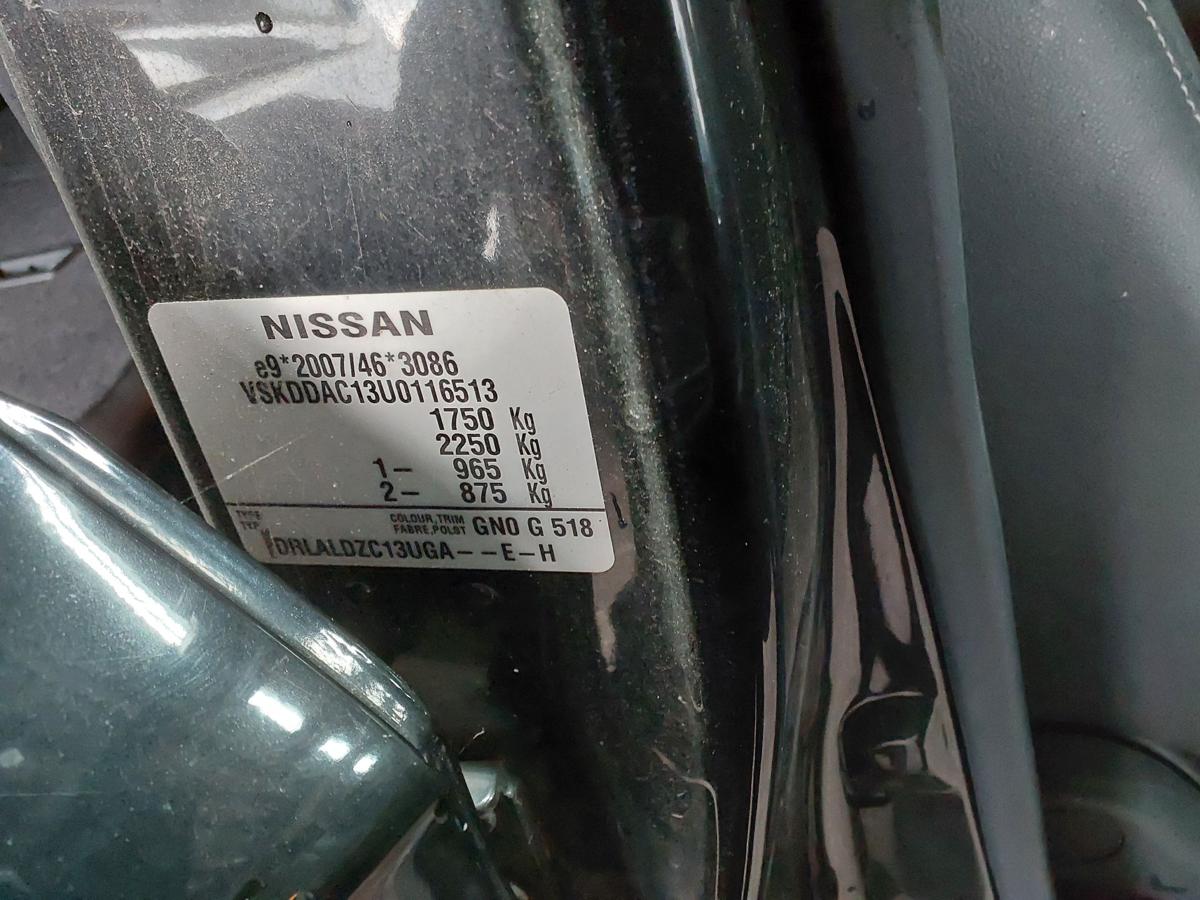 NISSAN
e9*2007/46*3086
VSKDDAC13U0116513
1750 Kg
2250 Kg
1– 965 Kg
2– 875 Kg
TYPE COLOUR,TRIM GN0 G 518
TYP FABRE,POLST
DRLALDZC13UGA––E–H